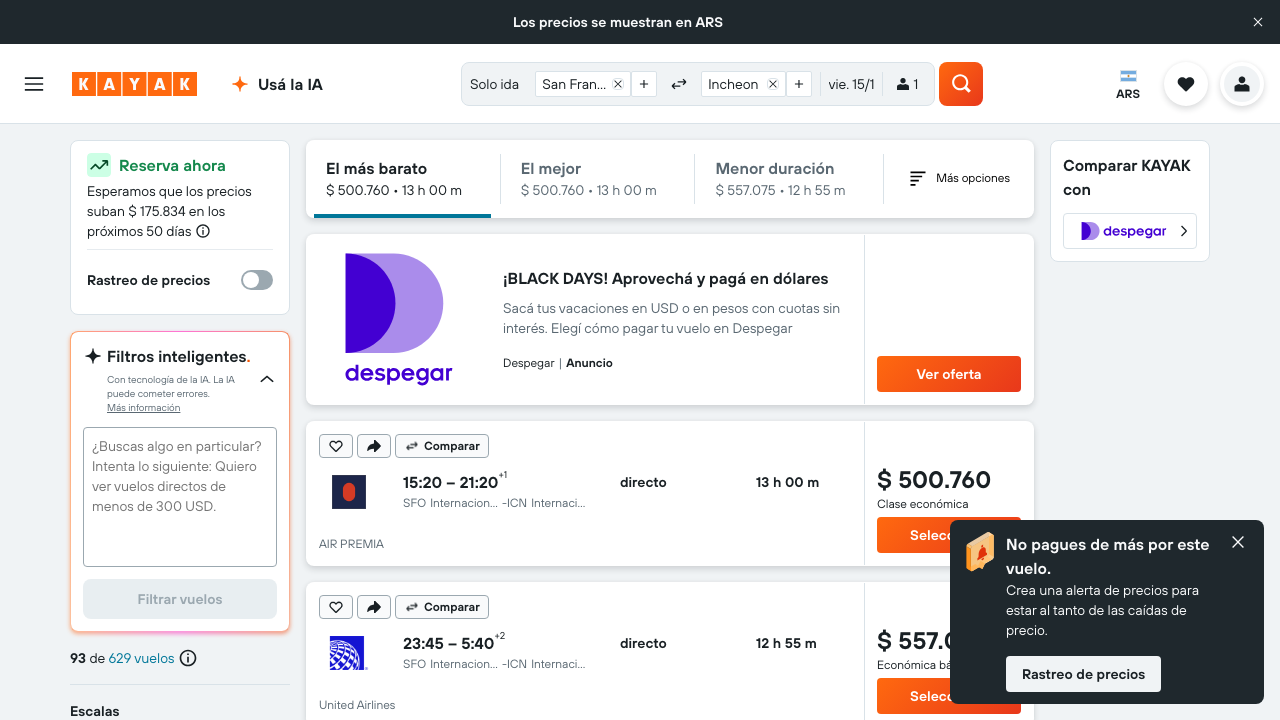 Los precios se muestran en ARS
KAYAK
Usá la IA
Solo ida
San Fran...
Incheon
vie. 15/1
1
ARS
Reserva ahora
Esperamos que los precios
suban $ 175.834 en los
próximos 50 días
Rastreo de precios
Filtros inteligentes.
Con tecnología de la IA. La IA
puede cometer errores.
Más información
¿Buscas algo en particular?
Intenta lo siguiente: Quiero
ver vuelos directos de
menos de 300 USD.
Filtrar vuelos
93 de 629 vuelos
Escalas
El más barato
$ 500.760 • 13 h 00 m
El mejor
$ 500.760 • 13 h 00 m
Menor duración
$ 557.075 • 12 h 55 m
Más opciones
despegar
¡BLACK DAYS! Aprovechá y pagá en dólares
Sacá tus vacaciones en USD o en pesos con cuotas sin
interés. Elegí cómo pagar tu vuelo en Despegar
Despegar | Anuncio
Ver oferta
Comparar
15:20 – 21:20+1
SFO Internacion... -ICN Internaci...
directo
13 h 00 m
AIR PREMIA
$ 500.760
Clase económica
Selecc
Comparar
23:45 – 5:40+2
SFO Internacion... -ICN Internaci...
directo
12 h 55 m
United Airlines
$ 557.0
Económica bá
Selecc
Comparar KAYAK
con
despegar
No pagues de más por este
vuelo.
Crea una alerta de precios para
estar al tanto de las caídas de
precio.
Rastreo de precios